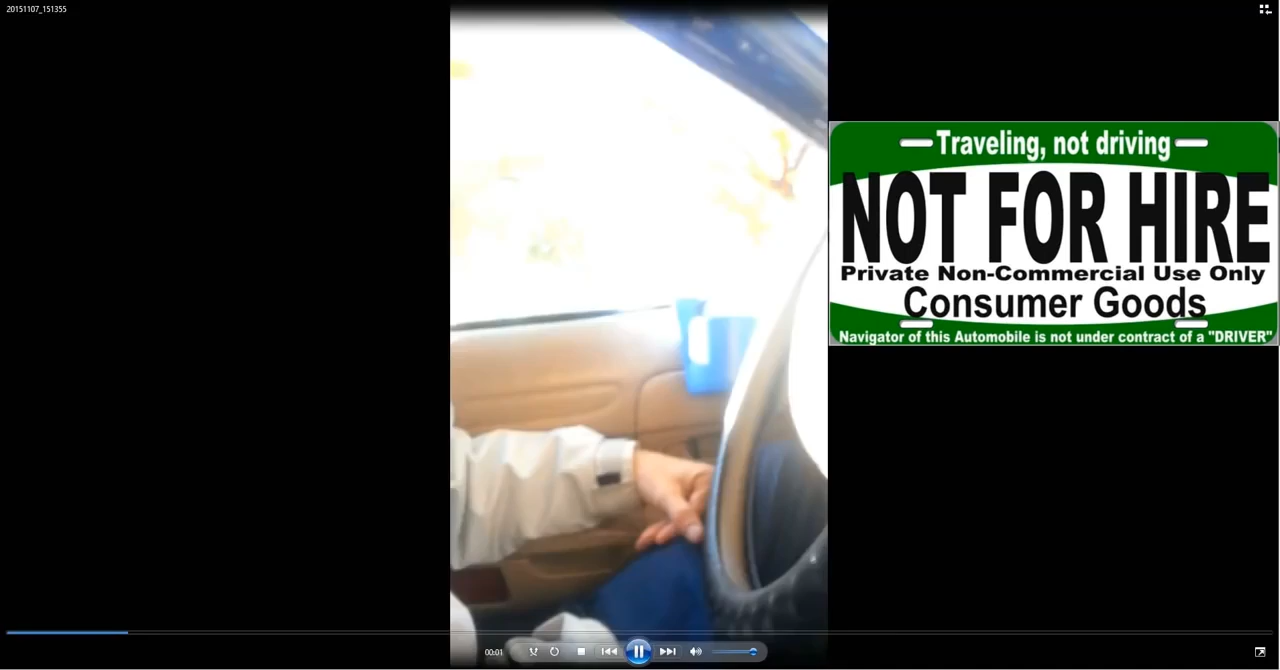 20151107_151355
Traveling, not driving
NOT FOR HIRE
Private Non-Commercial Use Only
Consumer Goods
Navigator of this Automobile is not under contract of a "DRIVER"
00:01